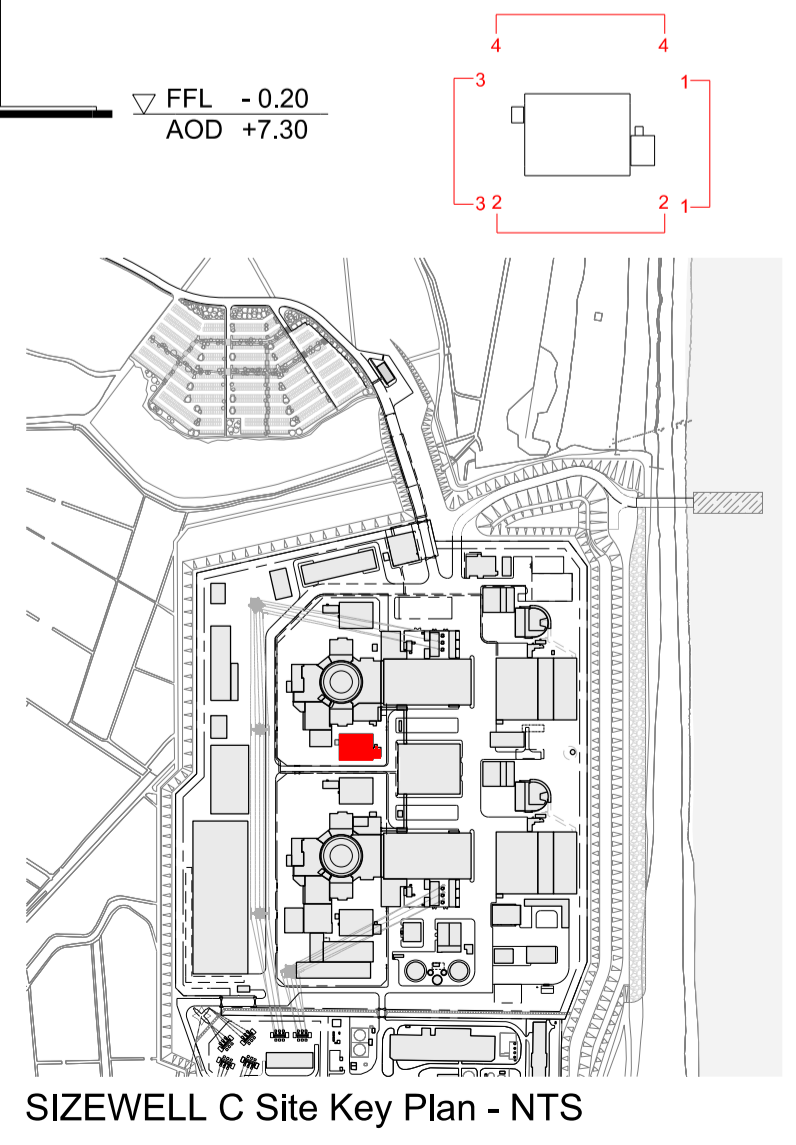 4 4
FFL - 0.20
AOD +7.30
3 1
3 2 2 1
SIZEWELL C Site Key Plan - NTS